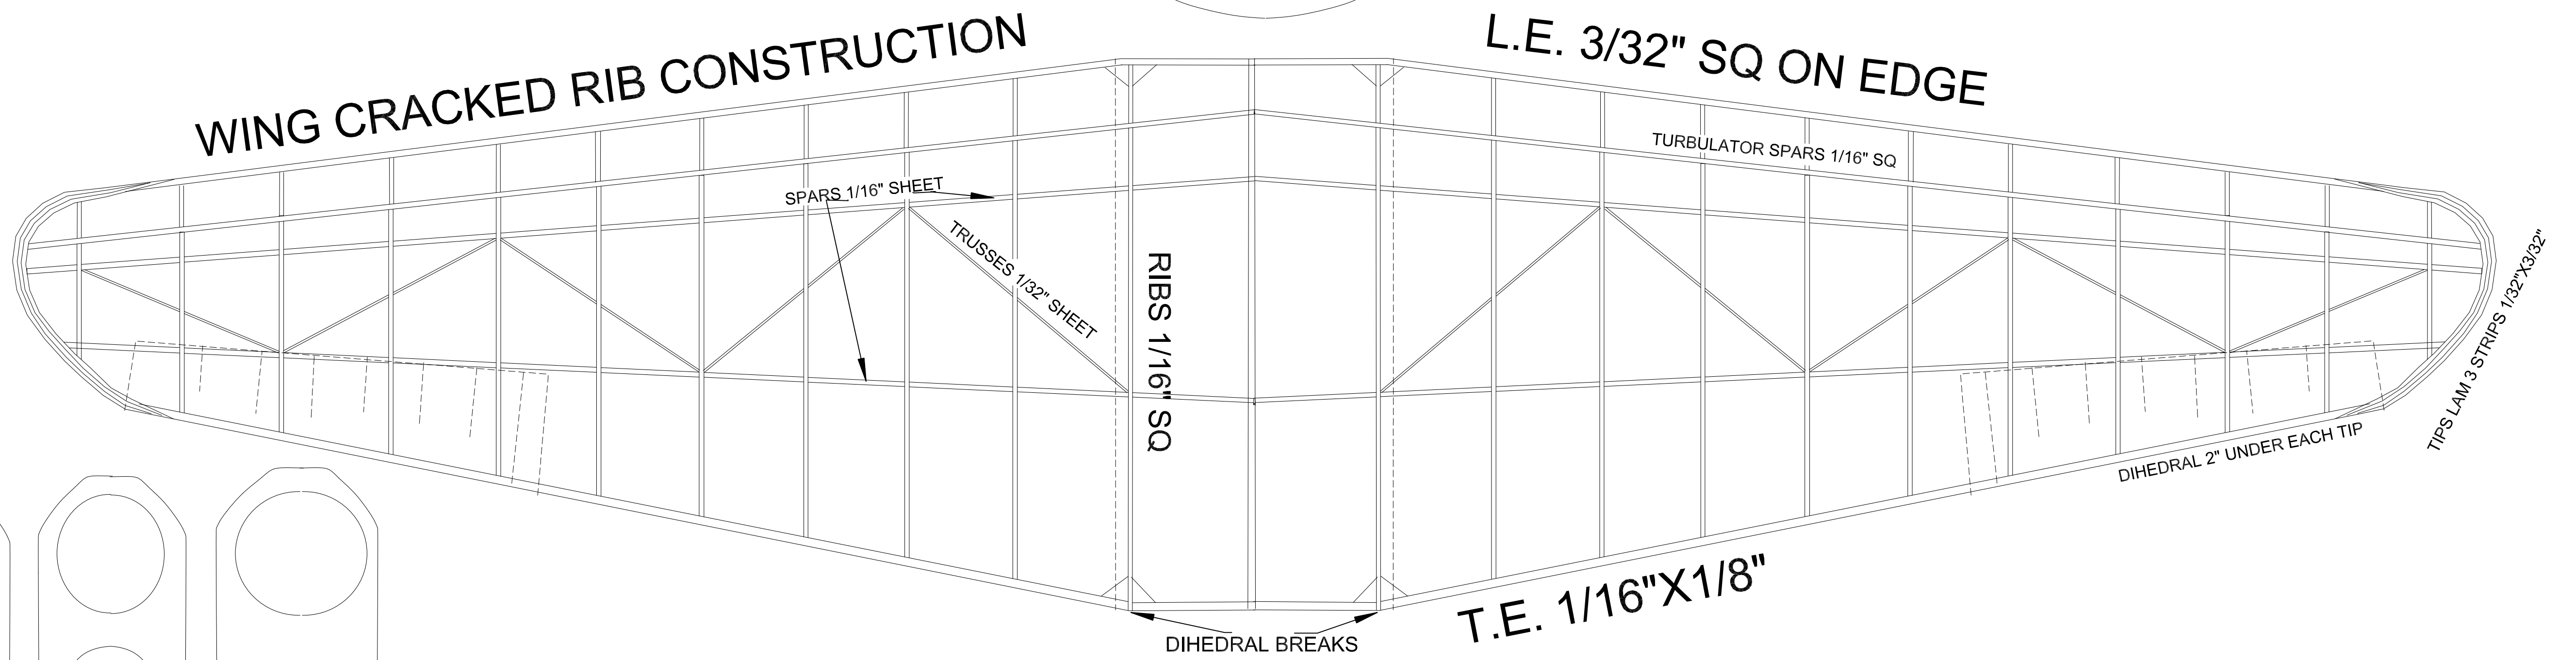 WING CRACKED RIB CONSTRUCTION
L.E. 3/32" SQ ON EDGE
TURBULATOR SPARS 1/16" SQ
SPARS 1/16" SHEET
TRUSSES 1/32" SHEET
RIBS 1/16" SQ
TIPS LAM 3 STRIPS 1/32"X3/32"
DIHEDRAL 2" UNDER EACH TIP
T.E. 1/16"X1/8"
DIHEDRAL BREAKS